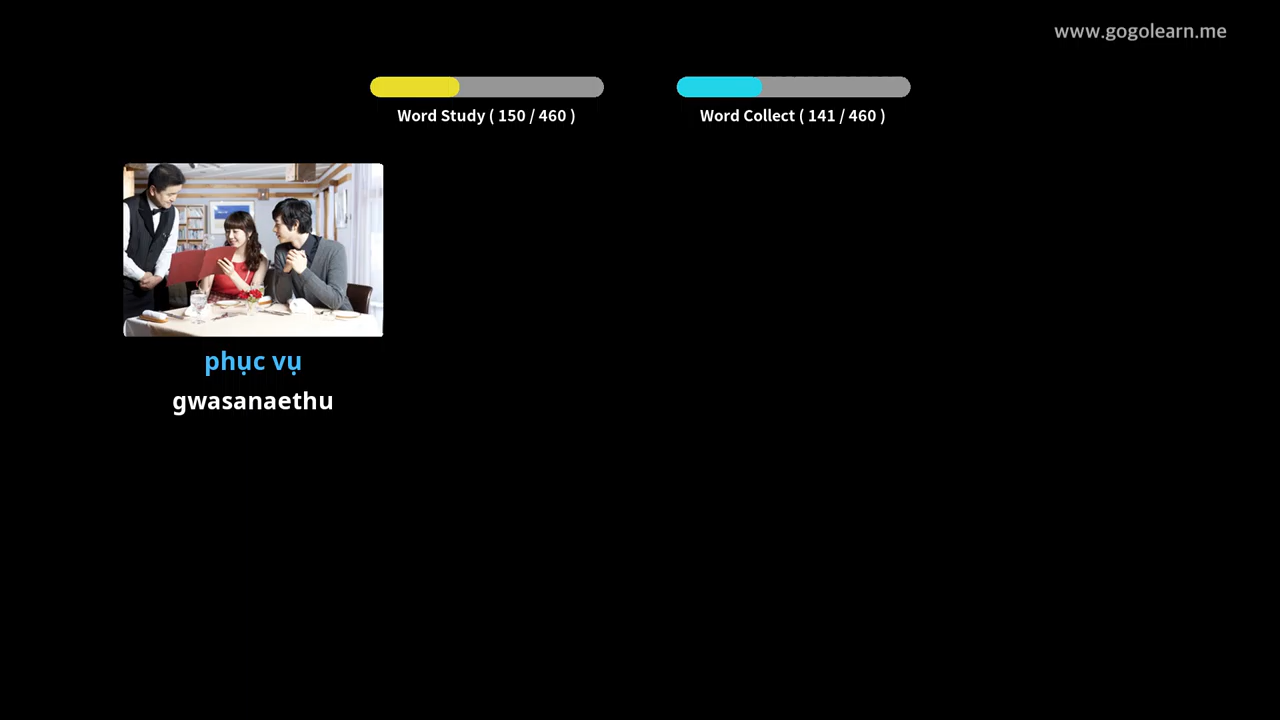 www.gogolearn.me
Word Study ( 150 / 460 )
Word Collect ( 141 / 460 )
phục vụ
gwasanaethu